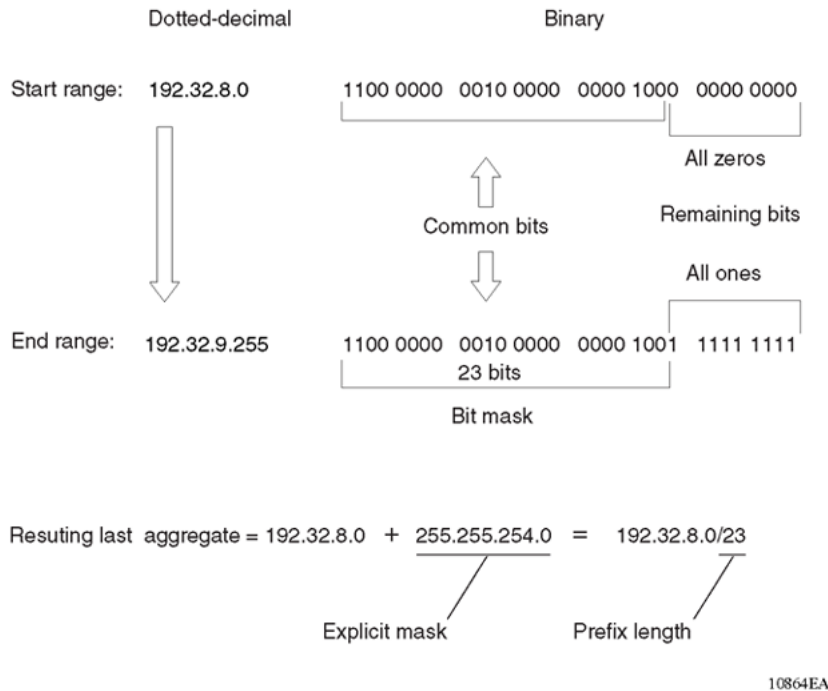 Dotted-decimal Binary
Start range: 192.32.8.0 1100 0000 0010 0000 0000 1000 0000 0000
All zeros
Common bits
Remaining bits
All ones
End range: 192.32.9.255 1100 0000 0010 0000 0000 1001 1111 1111
23 bits
Bit mask
Resuting last aggregate = 192.32.8.0 + 255.255.254.0 = 192.32.8.0/23
Explicit mask Prefix length
10864EA